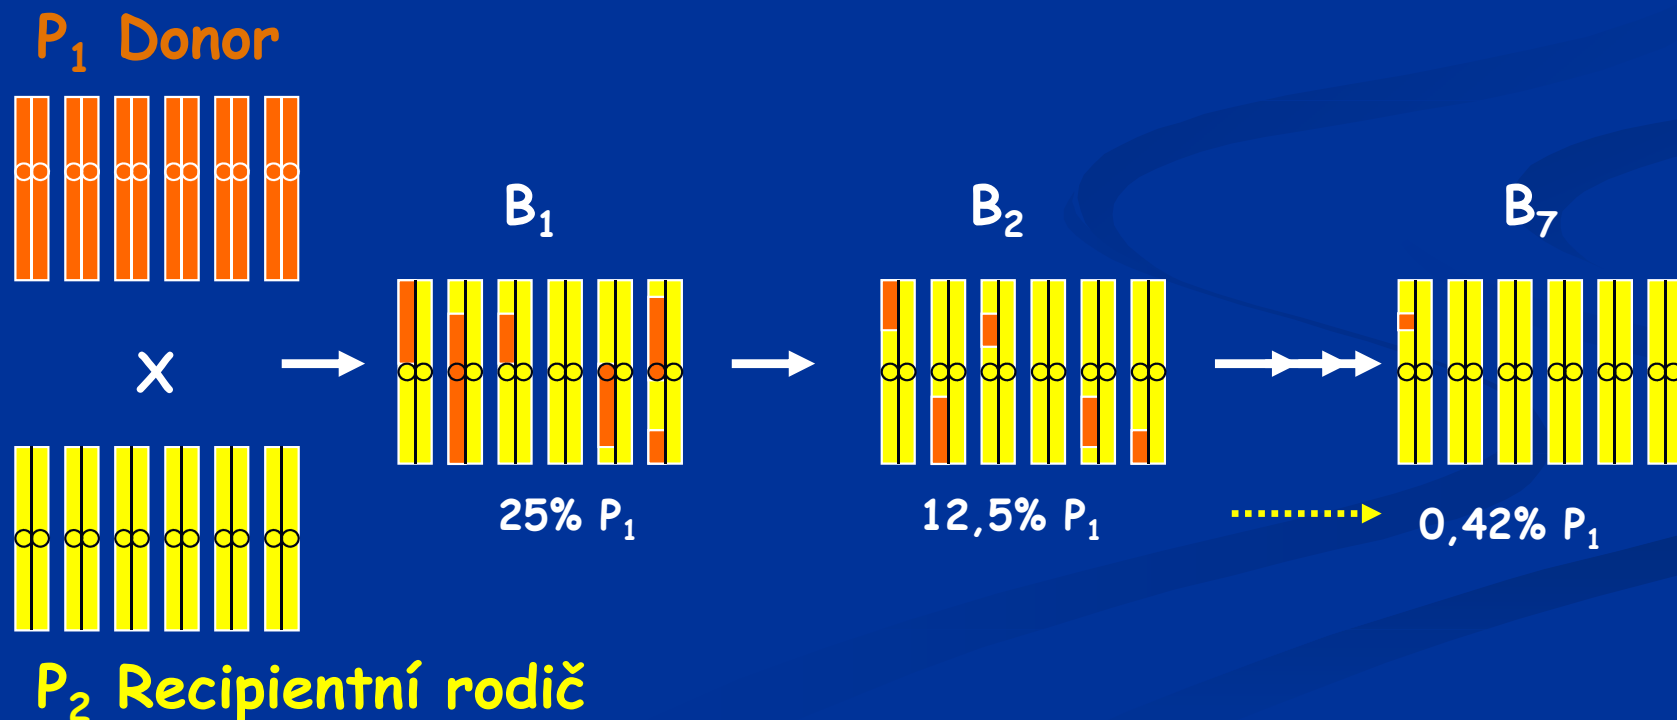 P₁ Donor
B₁
B₂
B₇
x
25% P₁
12,5% P₁
0,42% P₁
P₂ Recipientní rodič